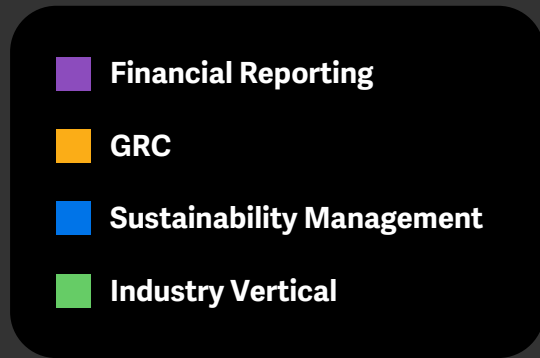 Financial Reporting
GRC
Sustainability Management
Industry Vertical